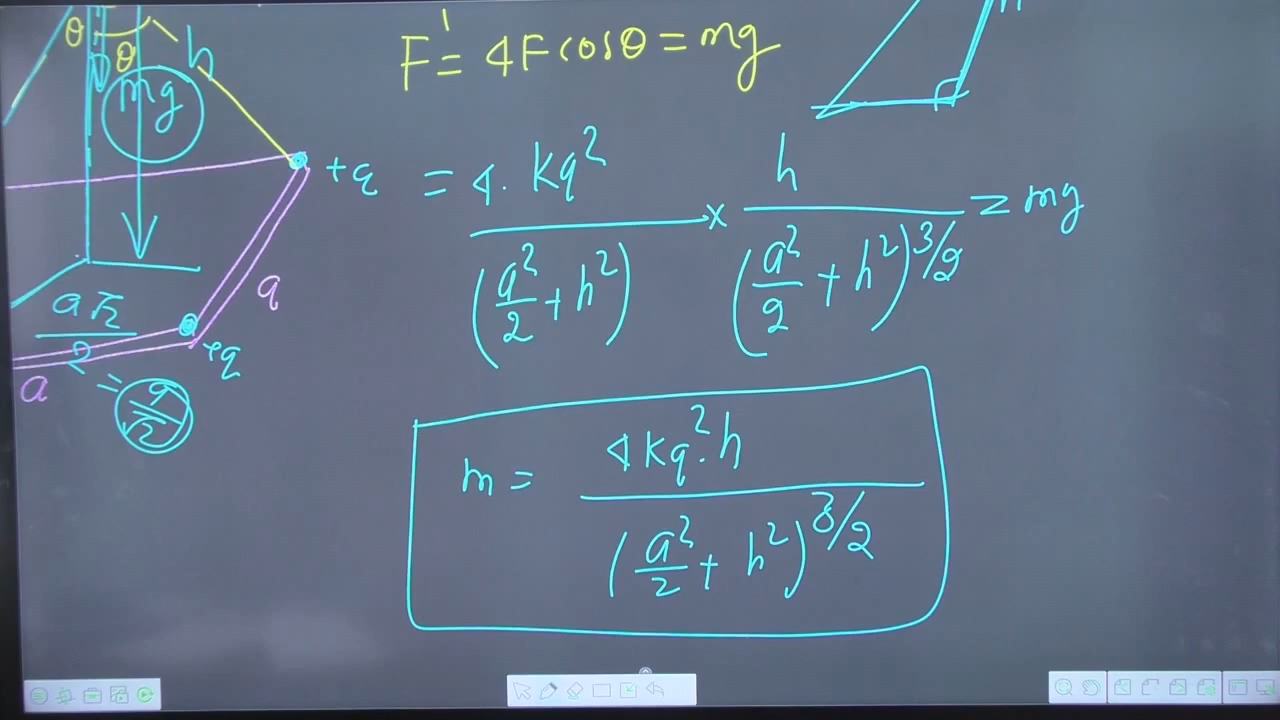 θ θ h
mg
F' = 4F cosθ = mg
+q
= 4. kq² / (a²/2 + h²) × h / (a²/2 + h²)^3/2 = mg
a
a√2 / 2
+q
= a/√2
a
m = 4kq².h / (a²/2 + h²)^3/2